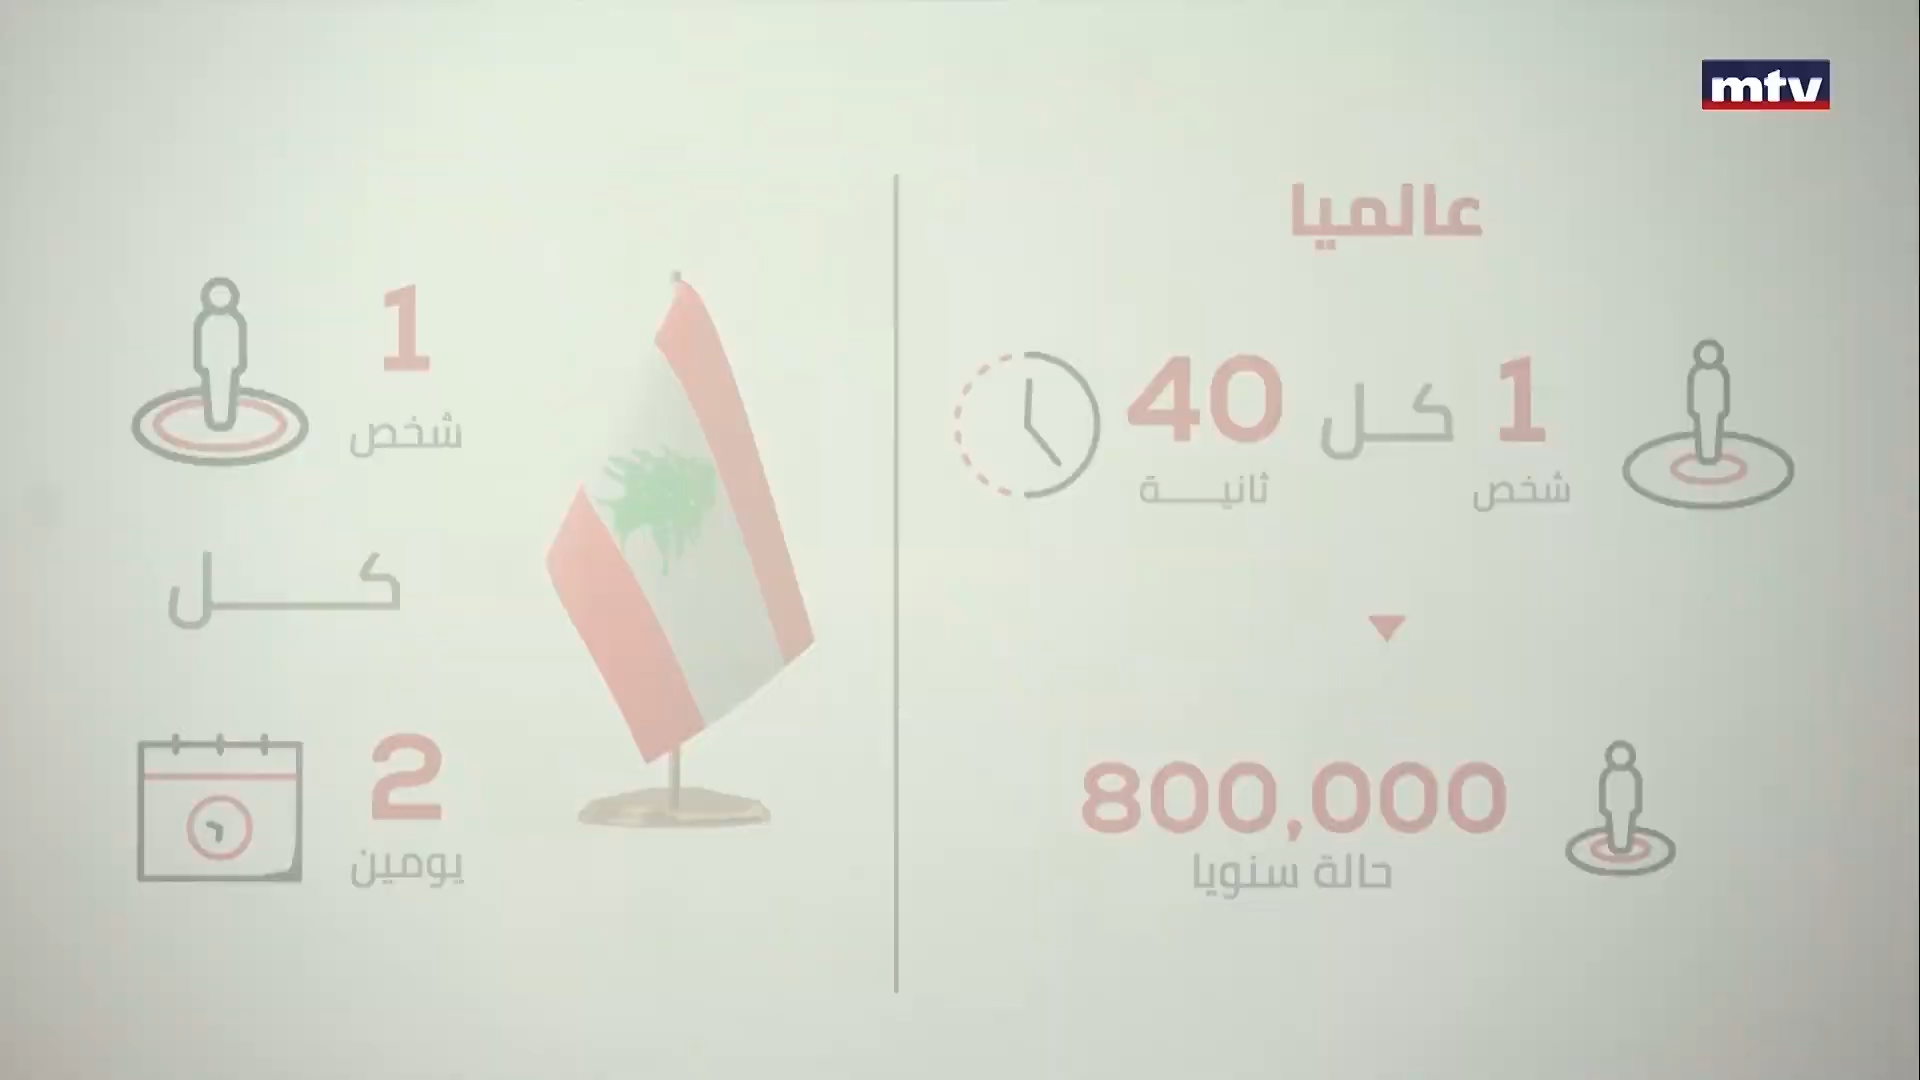 mtv
عالميا
1 كل 40
شخص ثانية
800,000
حالة سنويا
1
شخص
كل
2
يومين